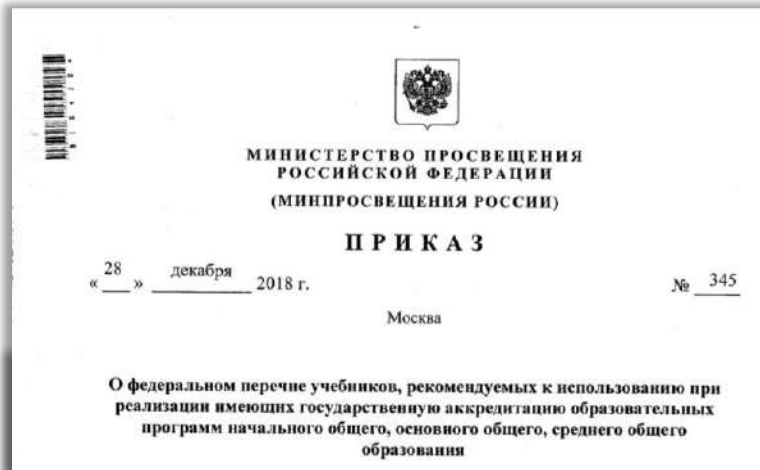 МИНИСТЕРСТВО ПРОСВЕЩЕНИЯ
РОССИЙСКОЙ ФЕДЕРАЦИИ
(МИНПРОСВЕЩЕНИЯ РОССИИ)
ПРИКАЗ
« 28 » декабря 2018 г. № 345
Москва
О федеральном перечне учебников, рекомендуемых к использованию при
реализации имеющих государственную аккредитацию образовательных
программ начального общего, основного общего, среднего общего
образования